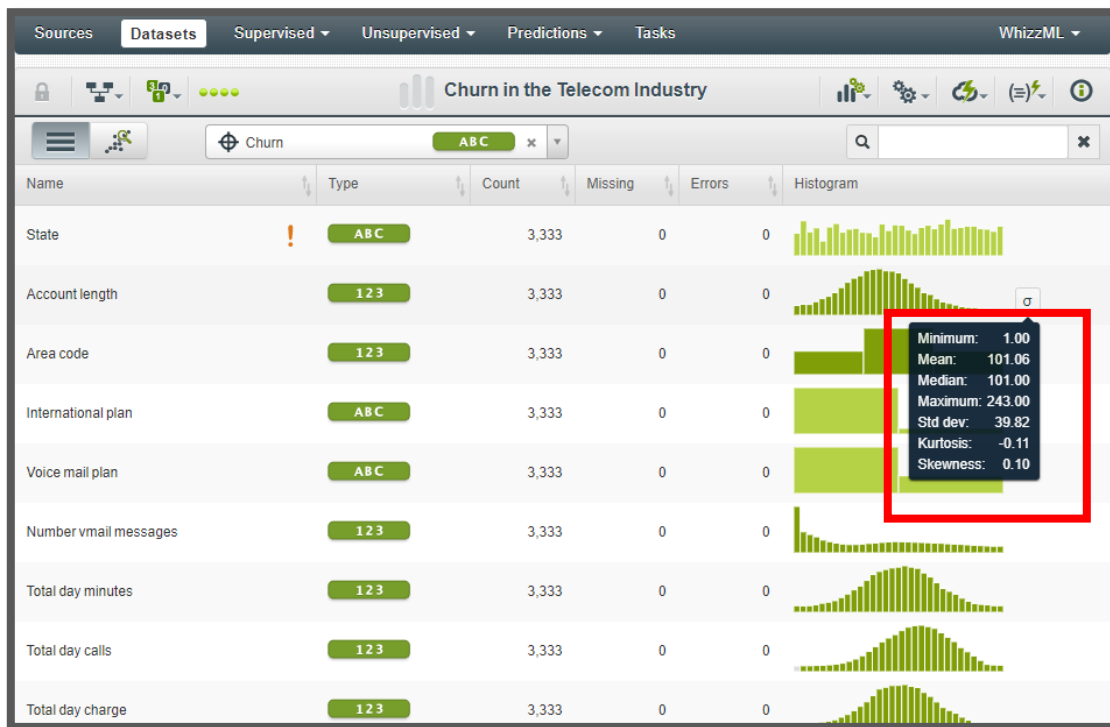 Sources Datasets Supervised Unsupervised Predictions Tasks WhizzML
Churn in the Telecom Industry
Churn ABC
Name Type Count Missing Errors Histogram
State ! ABC 3,333 0 0
Account length 123 3,333 0 0
σ
Area code 123 3,333 0 0
Minimum: 1.00
Mean: 101.06
Median: 101.00
Maximum: 243.00
Std dev: 39.82
Kurtosis: -0.11
Skewness: 0.10
International plan ABC 3,333 0 0
Voice mail plan ABC 3,333 0 0
Number vmail messages 123 3,333 0 0
Total day minutes 123 3,333 0 0
Total day calls 123 3,333 0 0
Total day charge 123 3,333 0 0